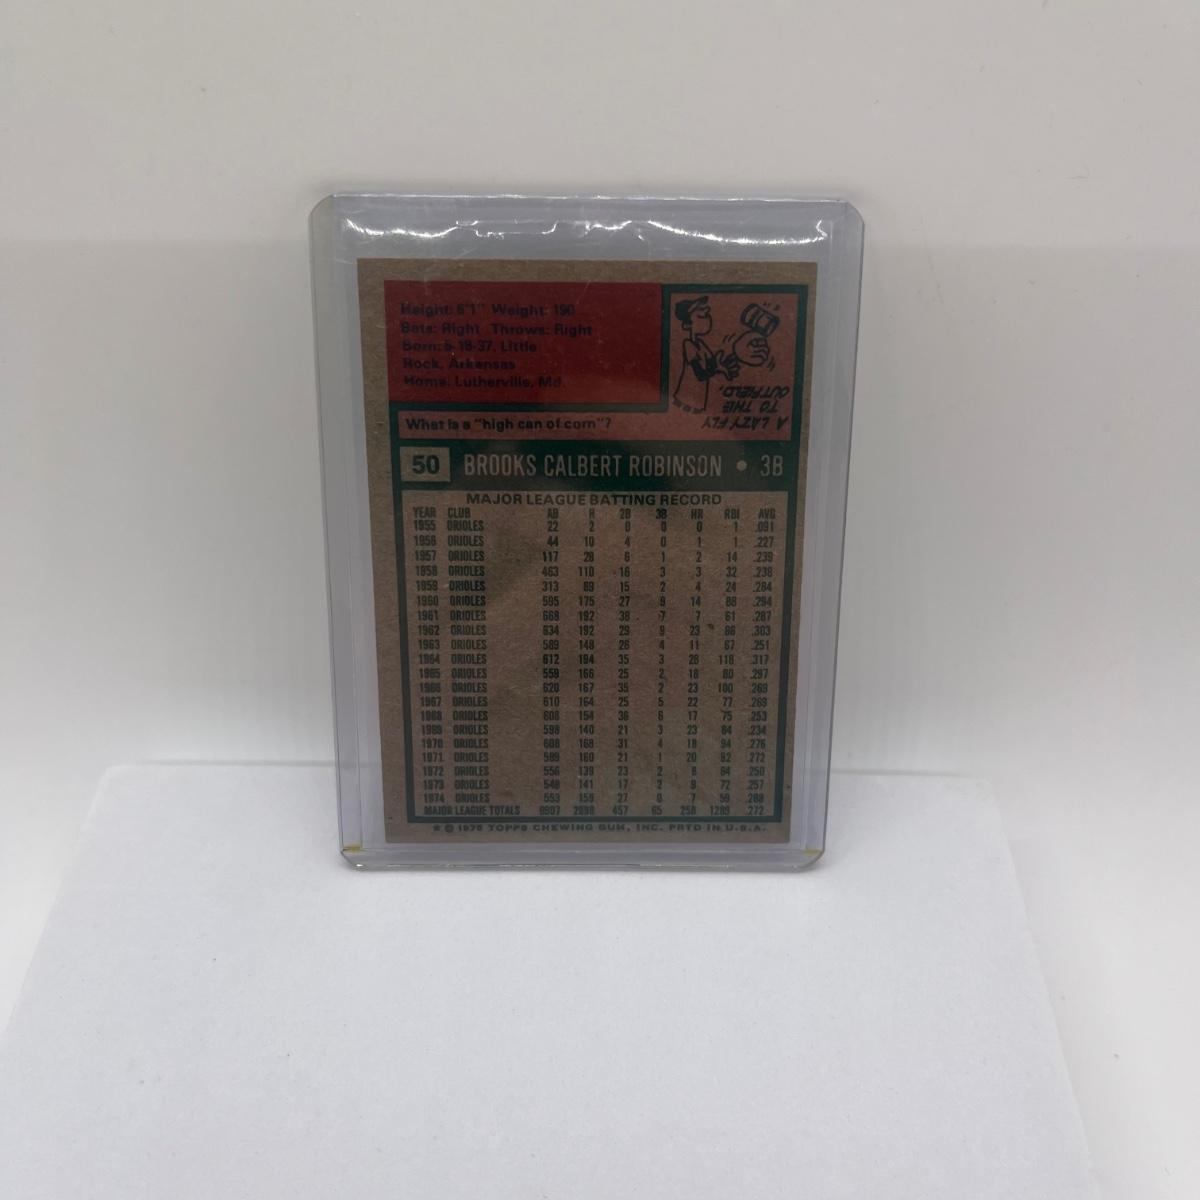 Height: 6'1" Weight: 190
Bats: Right Throws: Right
Born: 5-18-37, Little
Rock, Arkansas
Home: Lutherville, Md.
A LAZY FLY
TO THE
OUTFIELD.
What is a "high can of corn"?
50 BROOKS CALBERT ROBINSON • 3B
MAJOR LEAGUE BATTING RECORD
YEAR CLUB AB H 2B 3B HR RBI AVG
1955 ORIOLES 22 2 0 0 0 1 .091
1956 ORIOLES 44 10 4 0 1 1 .227
1957 ORIOLES 117 28 6 1 2 14 .239
1958 ORIOLES 463 110 16 3 3 32 .238
1959 ORIOLES 313 89 15 2 4 24 .284
1960 ORIOLES 595 175 27 9 14 88 .294
1961 ORIOLES 668 192 38 7 7 61 .287
1962 ORIOLES 634 192 29 9 23 86 .303
1963 ORIOLES 589 148 26 4 11 67 .251
1964 ORIOLES 612 194 35 3 28 118 .317
1965 ORIOLES 559 166 25 2 18 80 .297
1966 ORIOLES 620 167 35 2 23 100 .269
1967 ORIOLES 610 164 25 5 22 77 .269
1968 ORIOLES 608 154 36 6 17 75 .253
1969 ORIOLES 598 140 21 3 23 84 .234
1970 ORIOLES 608 168 31 4 18 94 .276
1971 ORIOLES 589 160 21 1 20 92 .272
1972 ORIOLES 556 139 23 2 8 64 .250
1973 ORIOLES 549 141 17 2 9 72 .257
1974 ORIOLES 553 159 27 0 7 59 .288
MAJOR LEAGUE TOTALS 9907 2698 457 65 258 1289 .272
★ © 1975 TOPPS CHEWING GUM, INC. PRTD IN U.S.A.